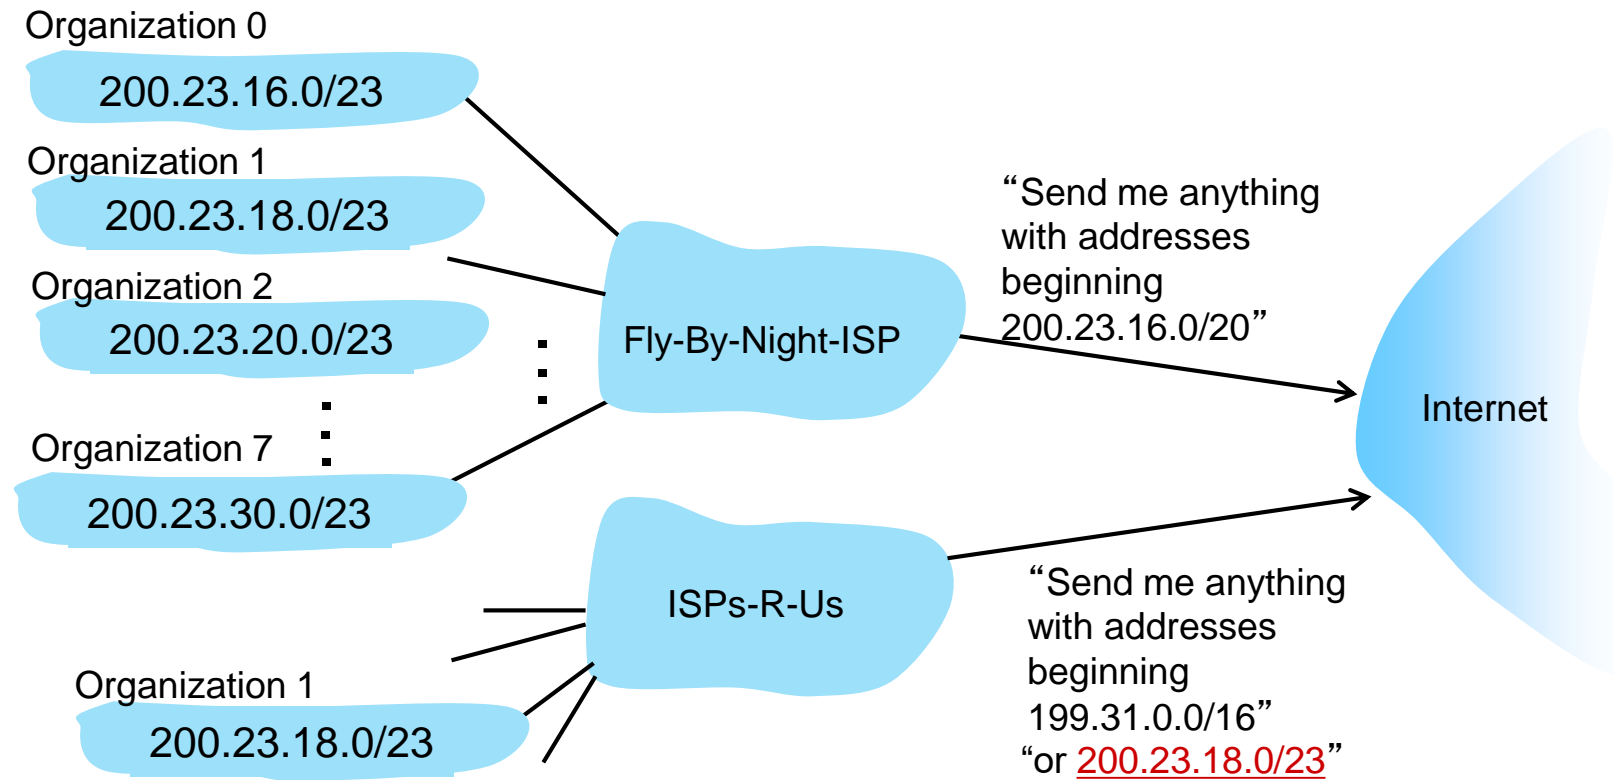 Organization 0
200.23.16.0/23
Organization 1
200.23.18.0/23
Organization 2
200.23.20.0/23
Organization 7
200.23.30.0/23
Fly-By-Night-ISP
“Send me anything
with addresses
beginning
200.23.16.0/20”
Internet
ISPs-R-Us
Organization 1
200.23.18.0/23
“Send me anything
with addresses
beginning
199.31.0.0/16”
“or 200.23.18.0/23”